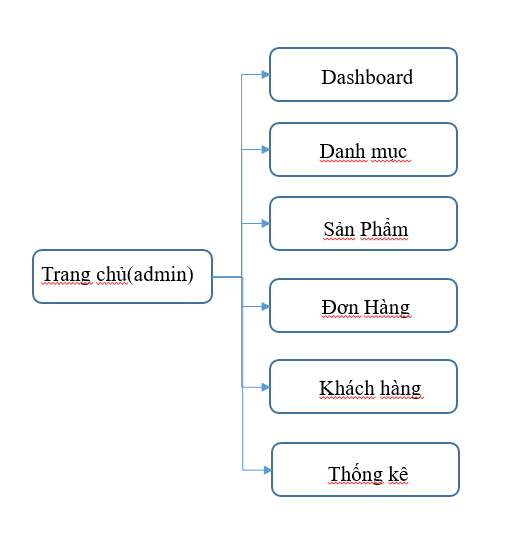 Dashboard
Danh mục
Sản Phẩm
Trang chủ(admin)
Đơn Hàng
Khách hàng
Thống kê